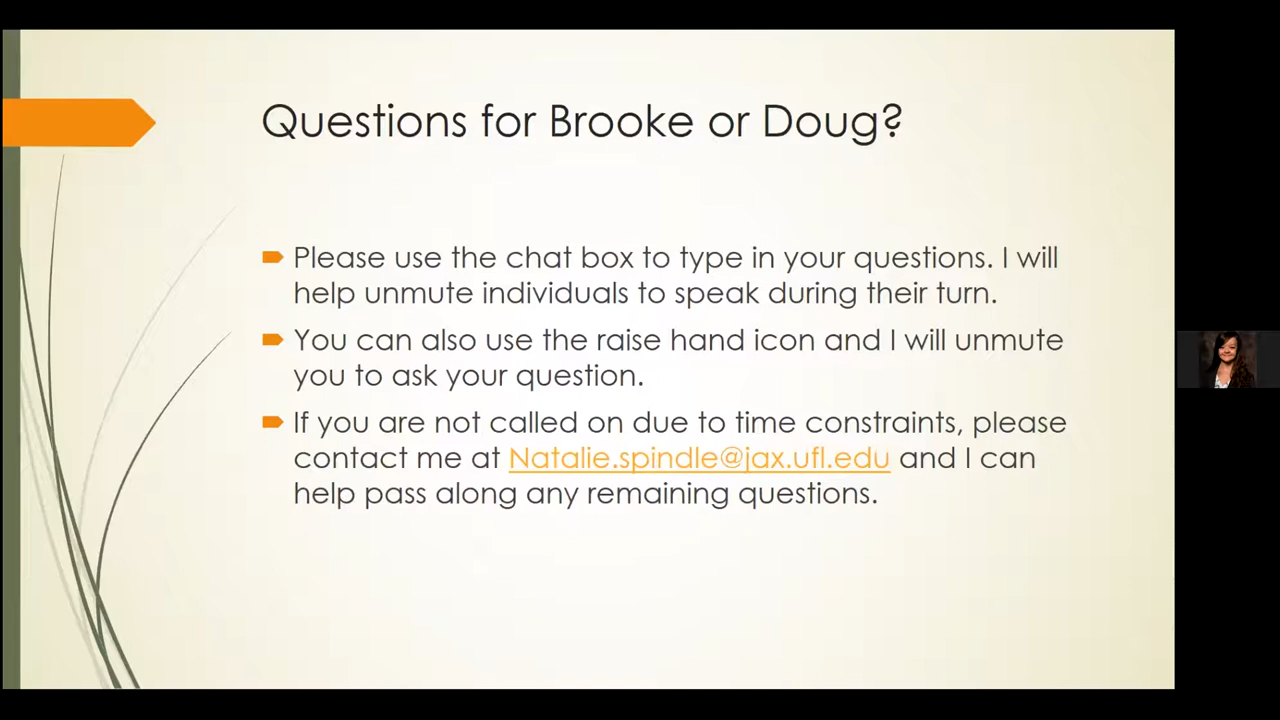 Questions for Brooke or Doug?
Please use the chat box to type in your questions. I will
help unmute individuals to speak during their turn.
You can also use the raise hand icon and I will unmute
you to ask your question.
If you are not called on due to time constraints, please
contact me at Natalie.spindle@jax.ufl.edu and I can
help pass along any remaining questions.